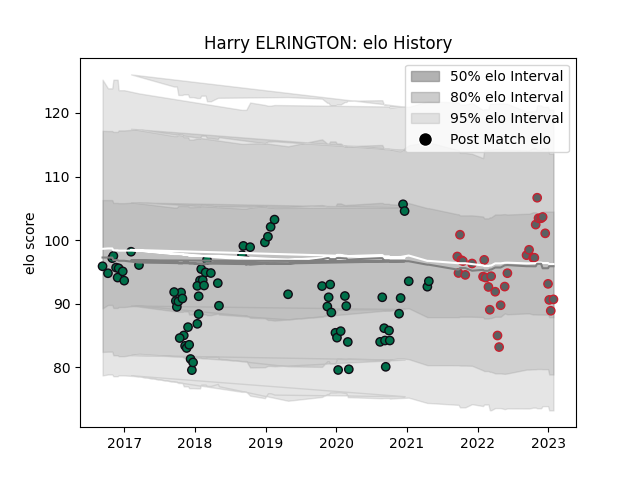 Harry ELRINGTON: elo History
50% elo Interval
80% elo Interval
95% elo Interval
Post Match elo
elo score
120
110
100
90
80
2017
2018
2019
2020
2021
2022
2023